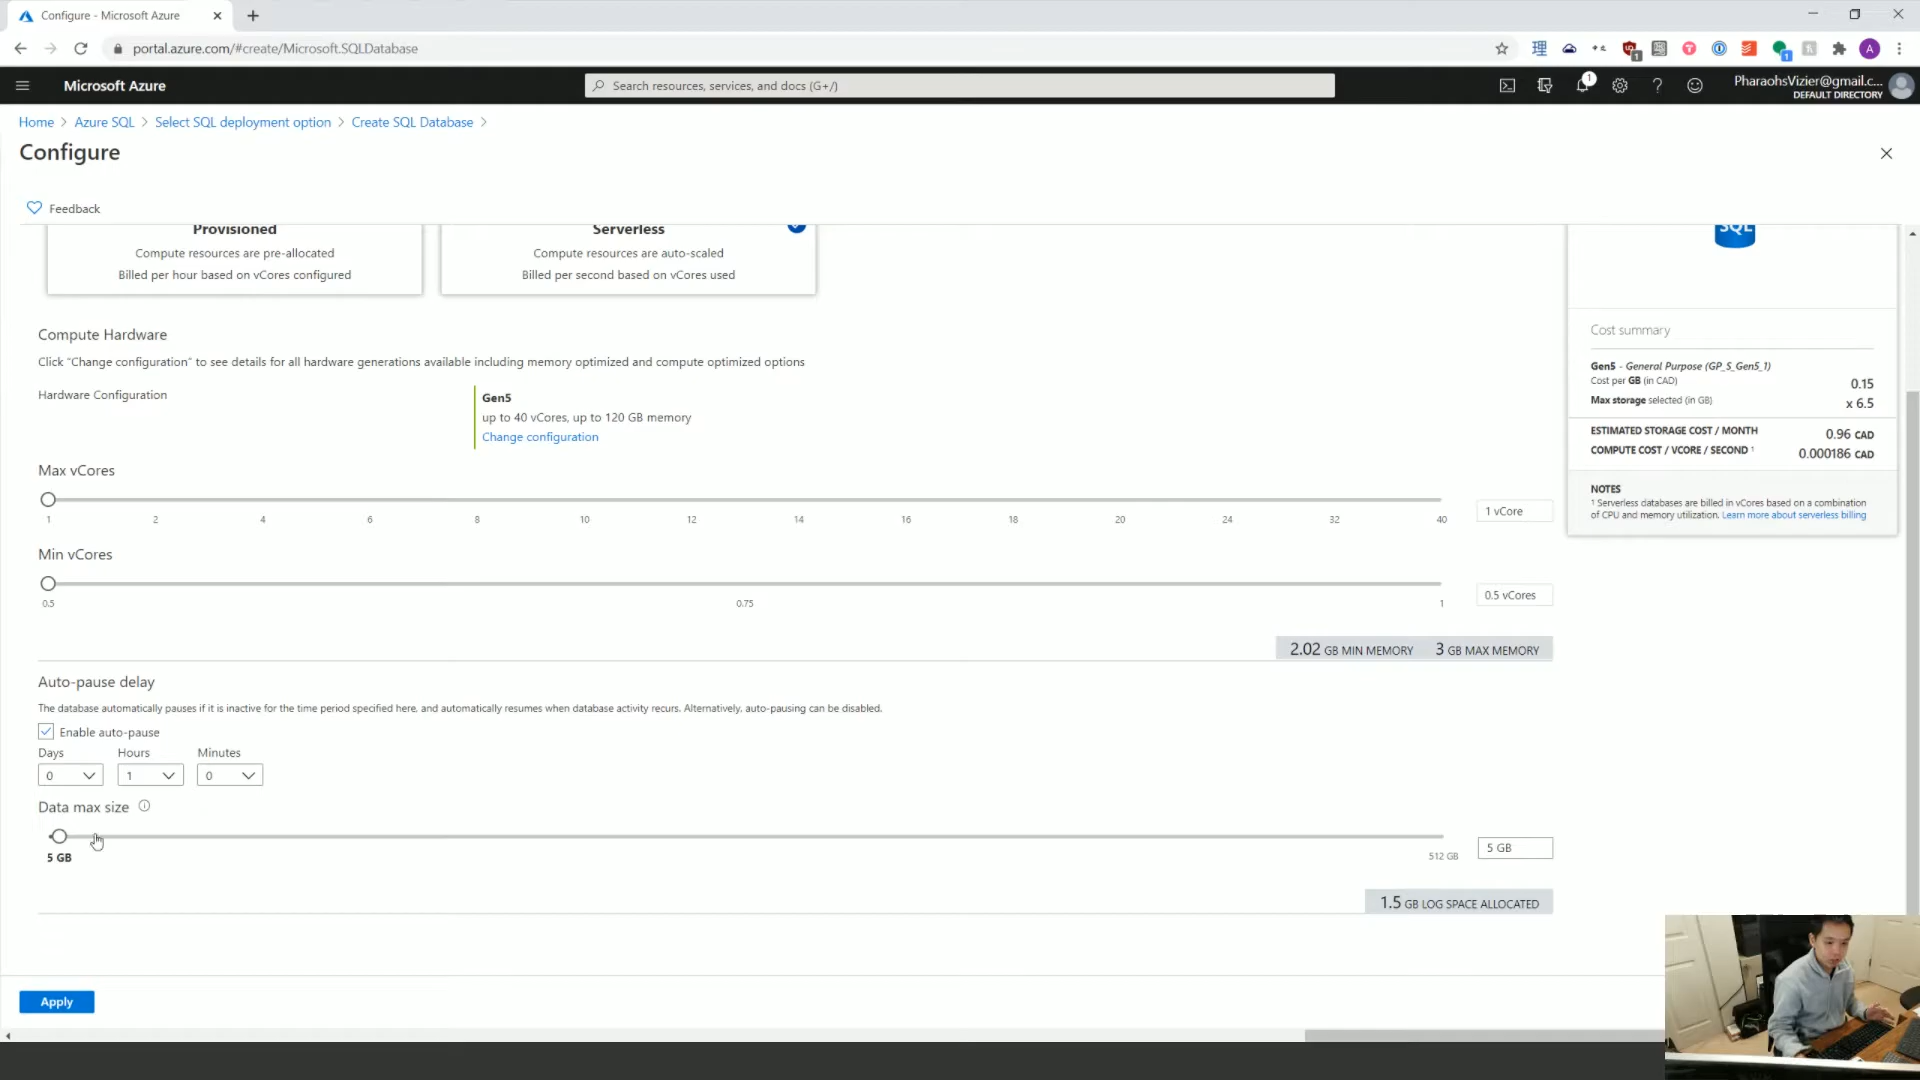 Configure - Microsoft Azure
portal.azure.com/#create/Microsoft.SQLDatabase
Microsoft Azure
Search resources, services, and docs (G+/)
1
PharaohsVizier@gmail.c...
DEFAULT DIRECTORY
Home > Azure SQL > Select SQL deployment option > Create SQL Database >
Configure
Feedback
Provisioned
Compute resources are pre-allocated
Billed per hour based on vCores configured
Serverless
Compute resources are auto-scaled
Billed per second based on vCores used
SQL
Compute Hardware
Click "Change configuration" to see details for all hardware generations available including memory optimized and compute optimized options
Hardware Configuration
Gen5
up to 40 vCores, up to 120 GB memory
Change configuration
Max vCores
1 2 4 6 8 10 12 14 16 18 20 24 32 40
1 vCore
Min vCores
0.5 0.75 1
0.5 vCores
2.02 GB MIN MEMORY 3 GB MAX MEMORY
Auto-pause delay
The database automatically pauses if it is inactive for the time period specified here, and automatically resumes when database activity recurs. Alternatively, auto-pausing can be disabled.
Enable auto-pause
Days Hours Minutes
0 1 0
Data max size
5 GB
512 GB
5 GB
1.5 GB LOG SPACE ALLOCATED
Apply
Cost summary
Gen5 - General Purpose (GP_S_Gen5_1)
Cost per GB (in CAD) 0.15
Max storage selected (in GB) x 6.5
ESTIMATED STORAGE COST / MONTH 0.96 CAD
COMPUTE COST / VCORE / SECOND ¹ 0.000186 CAD
NOTES
¹ Serverless databases are billed in vCores based on a combination
of CPU and memory utilization. Learn more about serverless billing